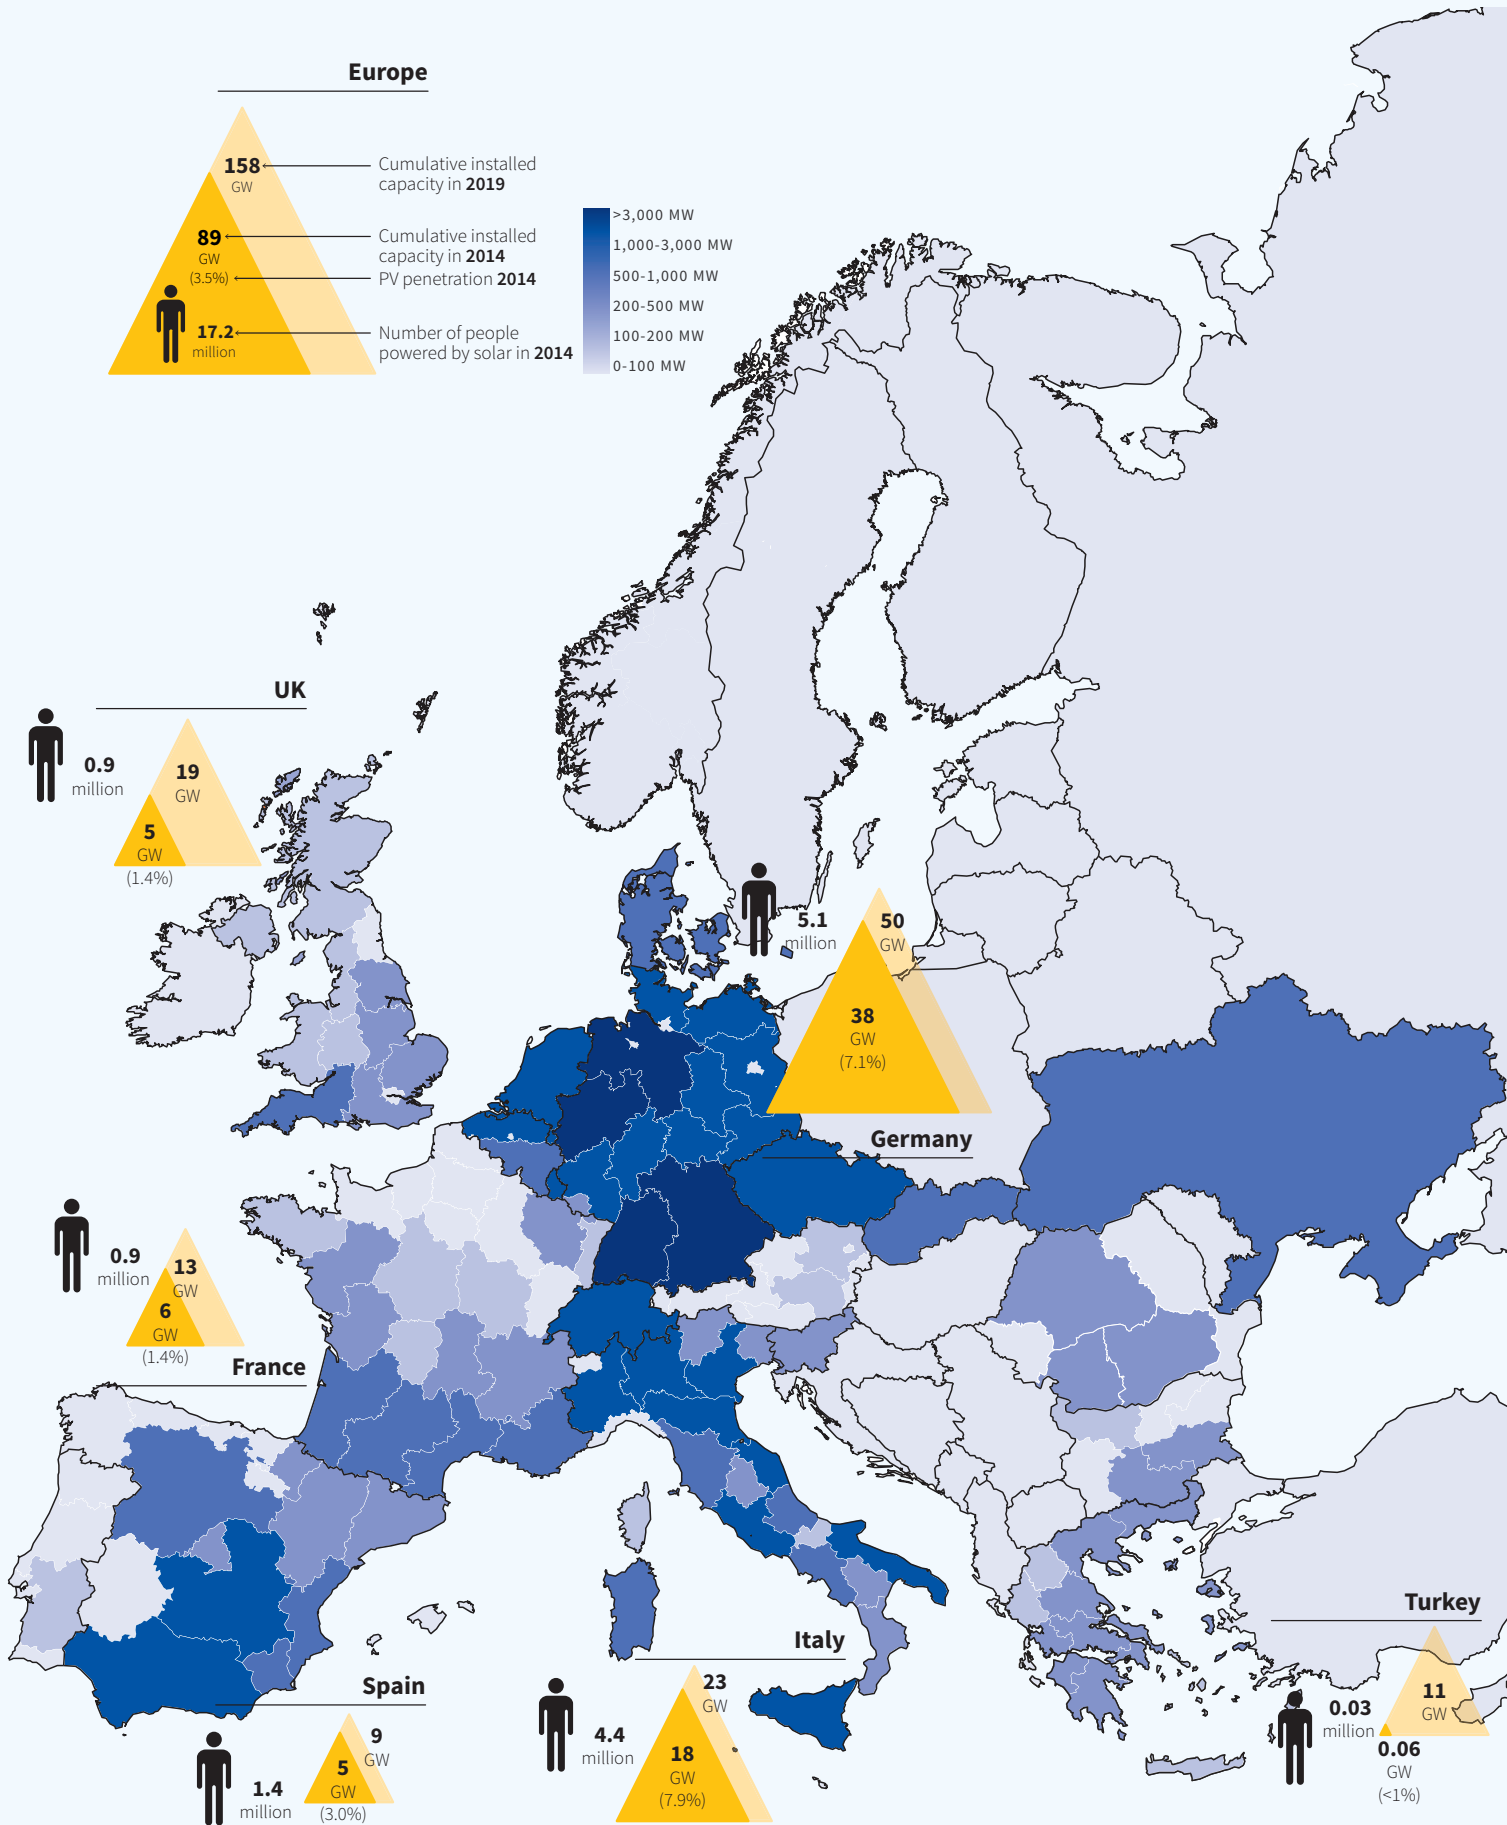 Europe
158
GW
Cumulative installed
capacity in 2019
89
GW
(3.5%)
Cumulative installed
capacity in 2014
PV penetration 2014
17.2
million
Number of people
powered by solar in 2014
>3,000 MW
1,000-3,000 MW
500-1,000 MW
200-500 MW
100-200 MW
0-100 MW
UK
0.9
million
19
GW
5
GW
(1.4%)
5.1
million
50
GW
38
GW
(7.1%)
Germany
0.9
million
13
GW
6
GW
(1.4%)
France
Spain
1.4
million
9
GW
5
GW
(3.0%)
Italy
4.4
million
23
GW
18
GW
(7.9%)
Turkey
0.03
million
11
GW
0.06
GW
(<1%)